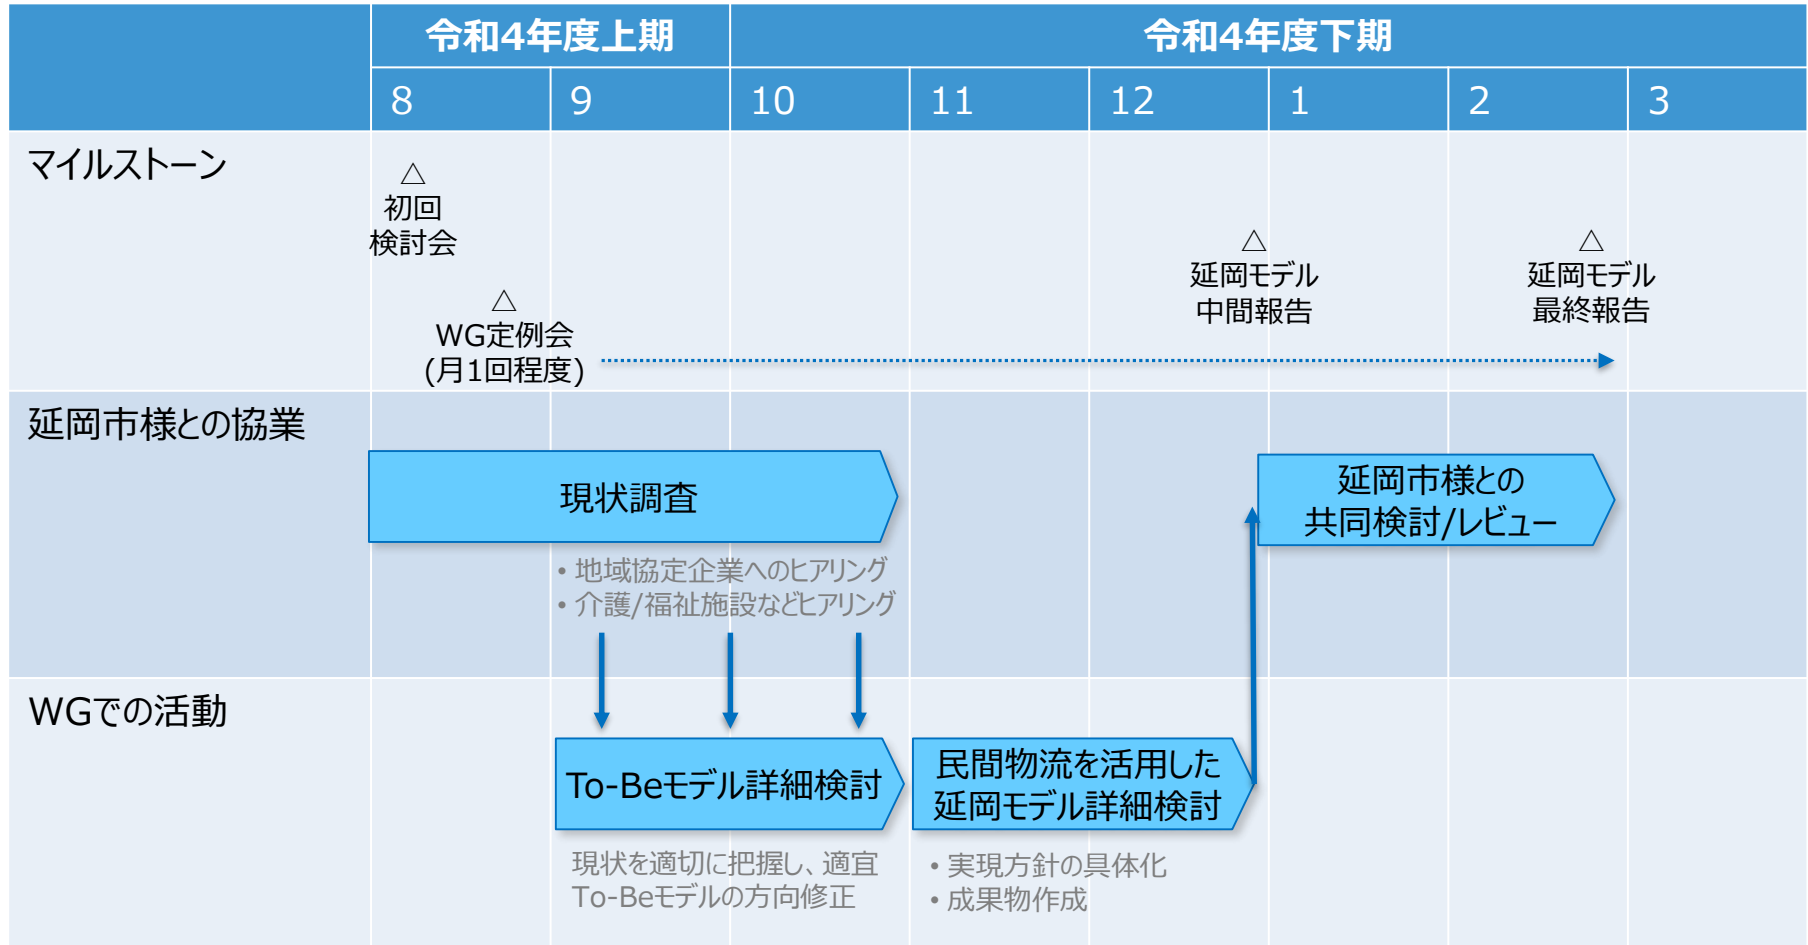 令和4年度上期
令和4年度下期
8
9
10
11
12
1
2
3
マイルストーン
△
初回
検討会
△
WG定例会
(月1回程度)
△
延岡モデル
中間報告
△
延岡モデル
最終報告
延岡市様との協業
現状調査
• 地域協定企業へのヒアリング
• 介護/福祉施設などヒアリング
延岡市様との
共同検討/レビュー
WGでの活動
To-Beモデル詳細検討
現状を適切に把握し、適宜
To-Beモデルの方向修正
民間物流を活用した
延岡モデル詳細検討
• 実現方針の具体化
• 成果物作成